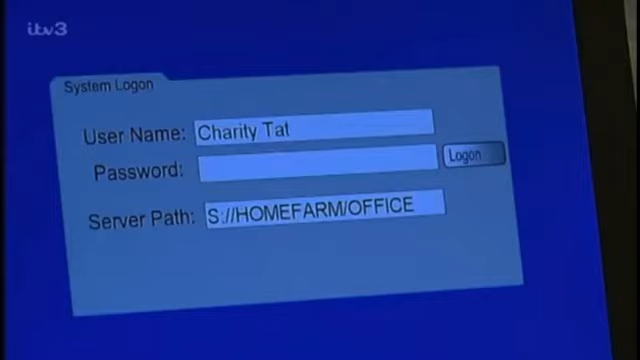 itv3
System Logon
User Name: Charity Tat
Password:
Logon
Server Path: S://HOMEFARM/OFFICE